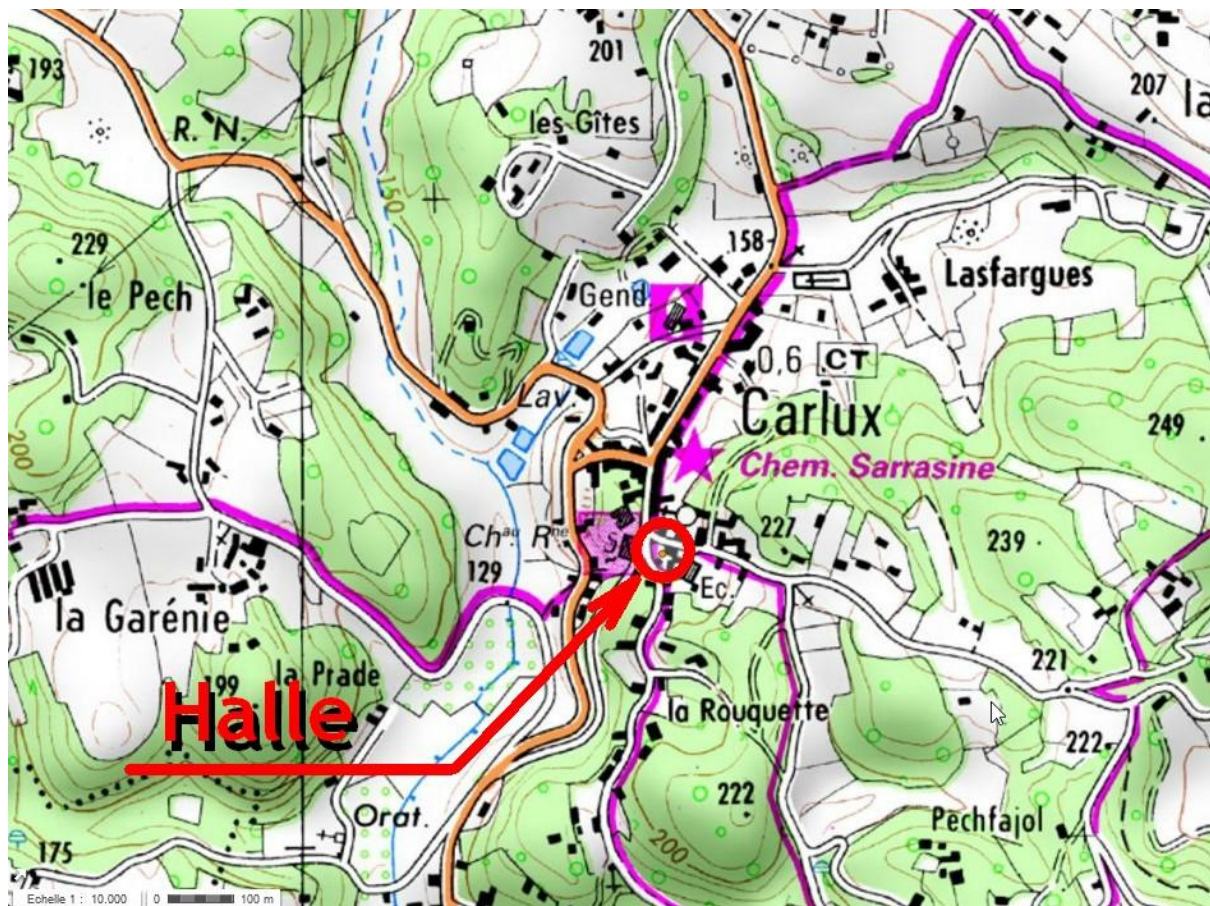 201
193
207
la
les Gîtes
R. N.
150
158
229
Lasfargues
le Pech
Gend.
0,6 CT
Lav.
Carlux
249
200
Chem. Sarrasine
Chau Rne
227
239
129
Ec.
la Garénie
221
la Prade
199
Halle
la Rouquette
222
222
Orat.
Pechfajol
200
175
Echelle 1 : 10.000
0 100 m